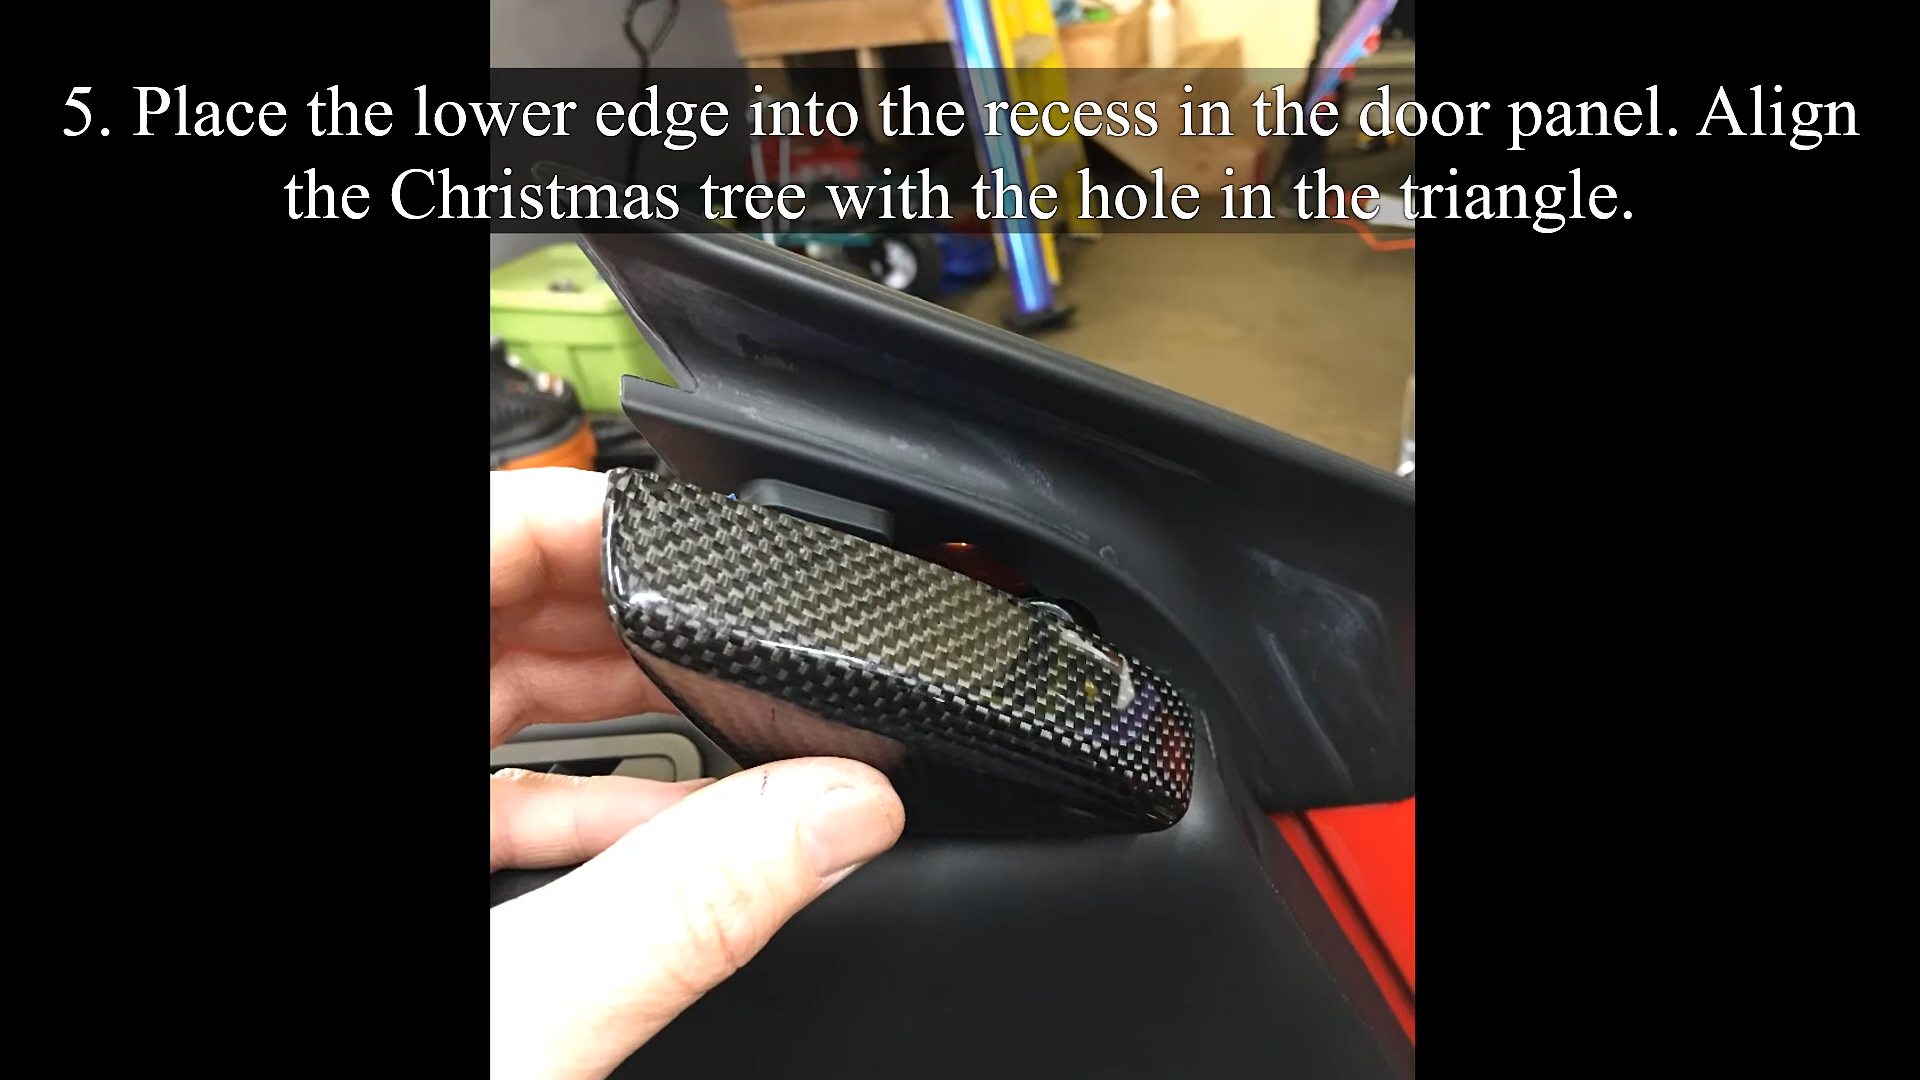 5. Place the lower edge into the recess in the door panel. Align
the Christmas tree with the hole in the triangle.